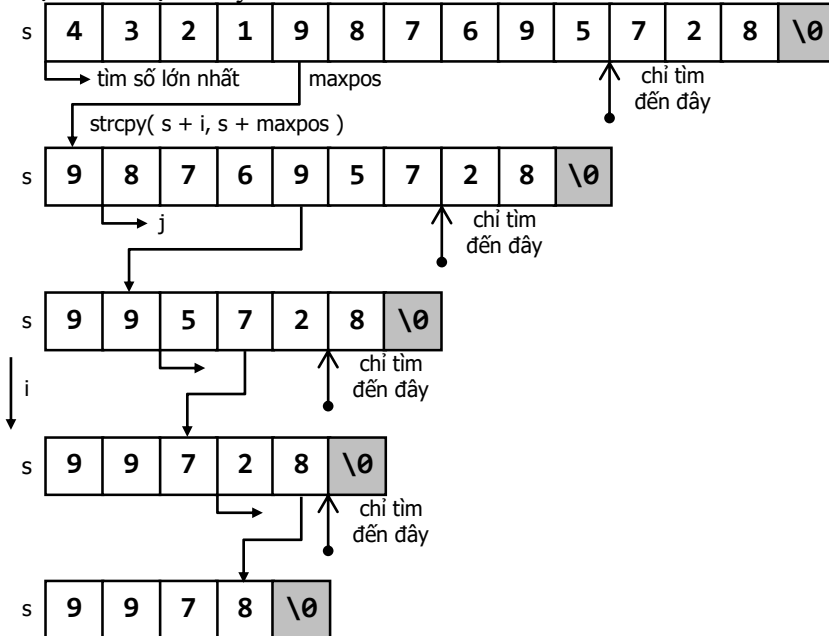 s 4 3 2 1 9 8 7 6 9 5 7 2 8 \0
tìm số lớn nhất maxpos chỉ tìm
đến đây
strcpy( s + i, s + maxpos )
s 9 8 7 6 9 5 7 2 8 \0
j chỉ tìm
đến đây
s 9 9 5 7 2 8 \0
chỉ tìm
đến đây
i
s 9 9 7 2 8 \0
chỉ tìm
đến đây
s 9 9 7 8 \0